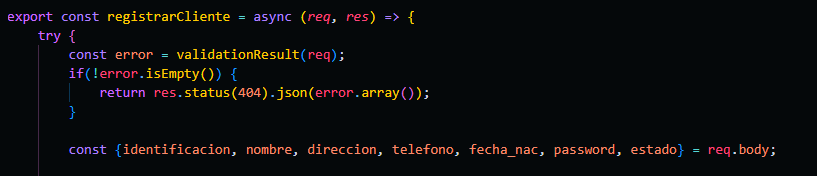 export const registrarCliente = async (req, res) => {
try {
const error = validationResult(req);
if(!error.isEmpty()) {
return res.status(404).json(error.array());
}
const {identificacion, nombre, direccion, telefono, fecha_nac, password, estado} = req.body;